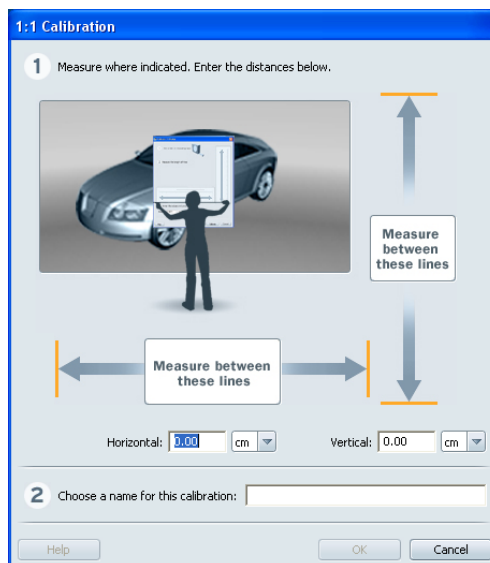 1:1 Calibration
1 Measure where indicated. Enter the distances below.
Measure
between
these lines
Measure between
these lines
Horizontal: 0.00 cm Vertical: 0.00 cm
2 Choose a name for this calibration:
Help OK Cancel